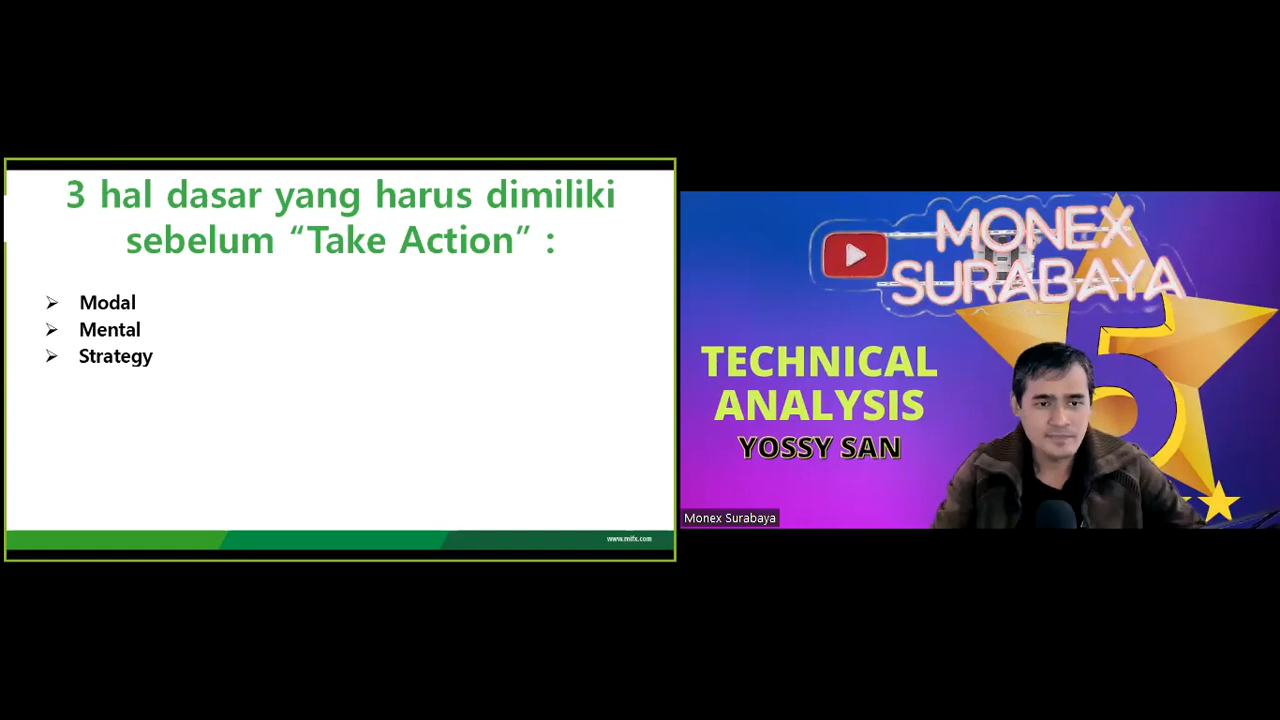 3 hal dasar yang harus dimiliki
sebelum “Take Action” :
➢ Modal
➢ Mental
➢ Strategy
www.mifx.com
MONEX
SURABAYA
TECHNICAL
ANALYSIS
YOSSY SAN
5
Monex Surabaya